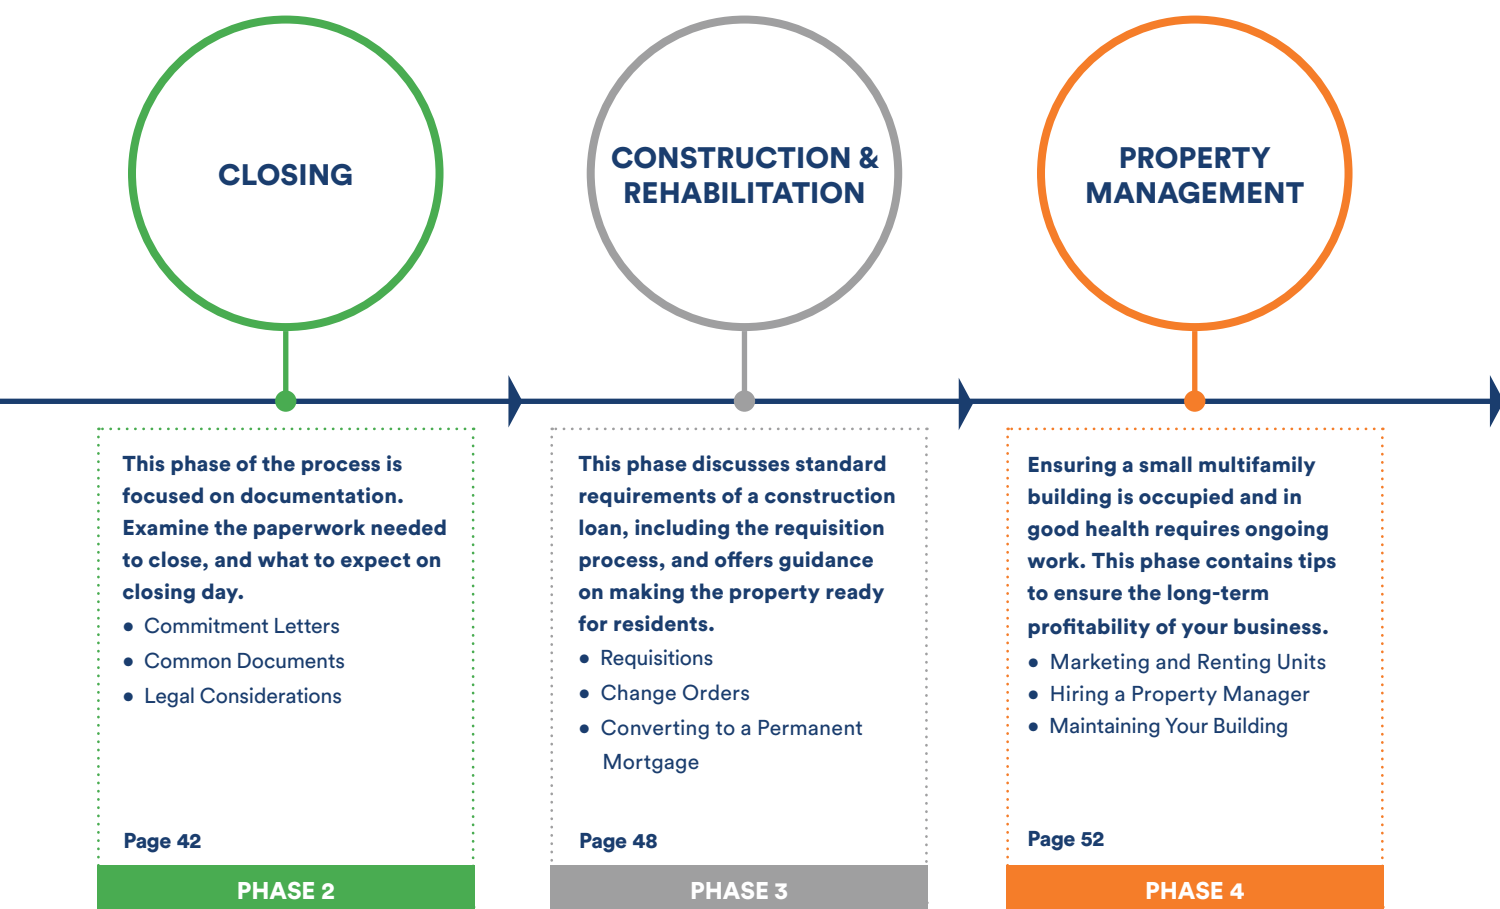 CLOSING
This phase of the process is
focused on documentation.
Examine the paperwork needed
to close, and what to expect on
closing day.
• Commitment Letters
• Common Documents
• Legal Considerations
Page 42
PHASE 2
CONSTRUCTION &
REHABILITATION
This phase discusses standard
requirements of a construction
loan, including the requisition
process, and offers guidance
on making the property ready
for residents.
• Requisitions
• Change Orders
• Converting to a Permanent
Mortgage
Page 48
PHASE 3
PROPERTY
MANAGEMENT
Ensuring a small multifamily
building is occupied and in
good health requires ongoing
work. This phase contains tips
to ensure the long-term
profitability of your business.
• Marketing and Renting Units
• Hiring a Property Manager
• Maintaining Your Building
Page 52
PHASE 4